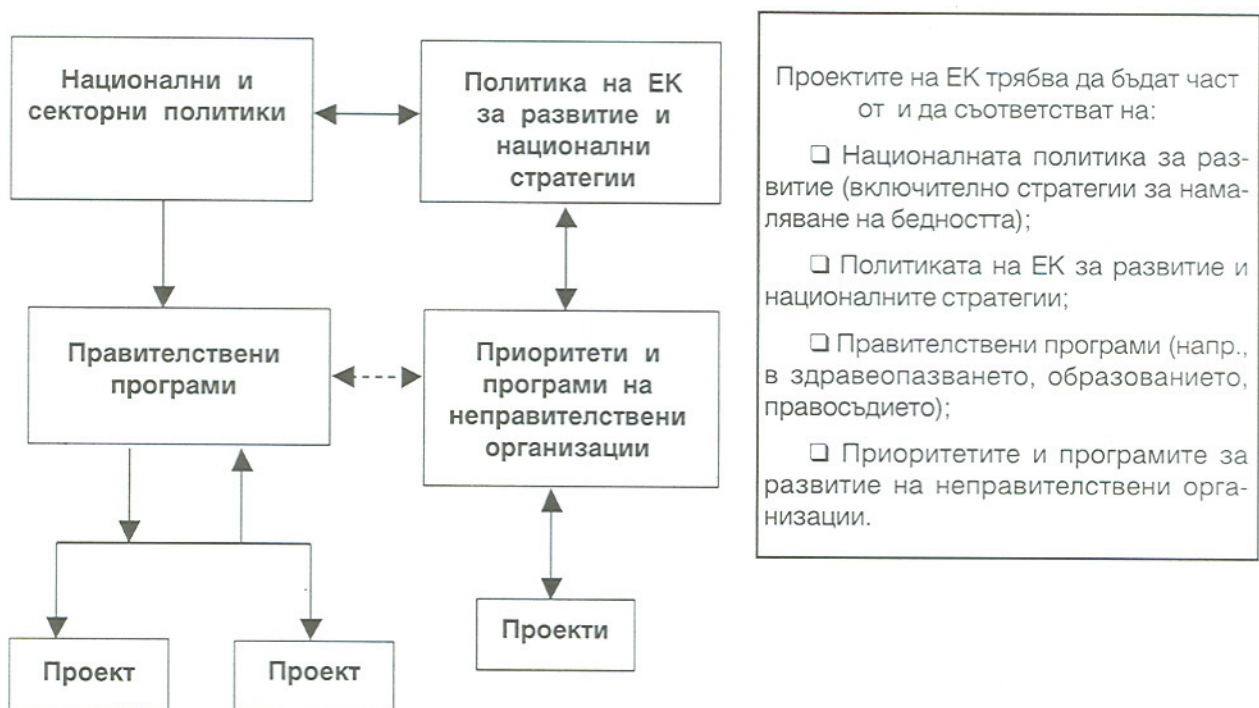 Национални и
секторни политики
Политика на ЕК
за развитие и
национални
стратегии
Правителствени
програми
Приоритети и
програми на
неправителствени
организации
Проект
Проект
Проекти
Проектите на ЕК трябва да бъдат част
от и да съответстват на:
❑ Националната политика за раз-
витие (включително стратегии за нама-
ляване на бедността);
❑ Политиката на ЕК за развитие и
националните стратегии;
❑ Правителствени програми (напр.,
в здравеопазването, образованието,
правосъдието);
❑ Приоритетите и програмите за
развитие на неправителствени орга-
низации.